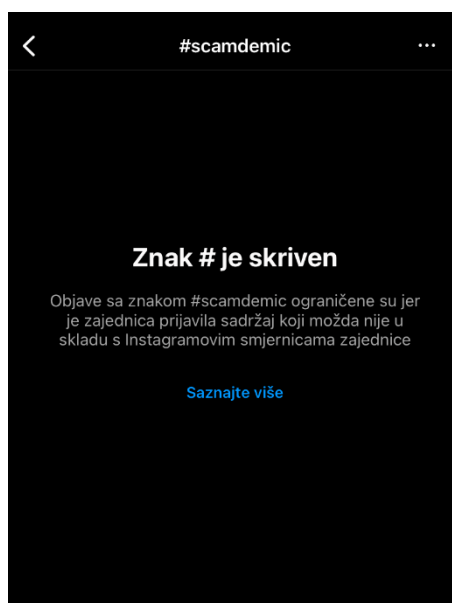 #scamdemic
Znak # je skriven
Objave sa znakom #scamdemic ograničene su jer
je zajednica prijavila sadržaj koji možda nije u
skladu s Instagramovim smjernicama zajednice
Saznajte više